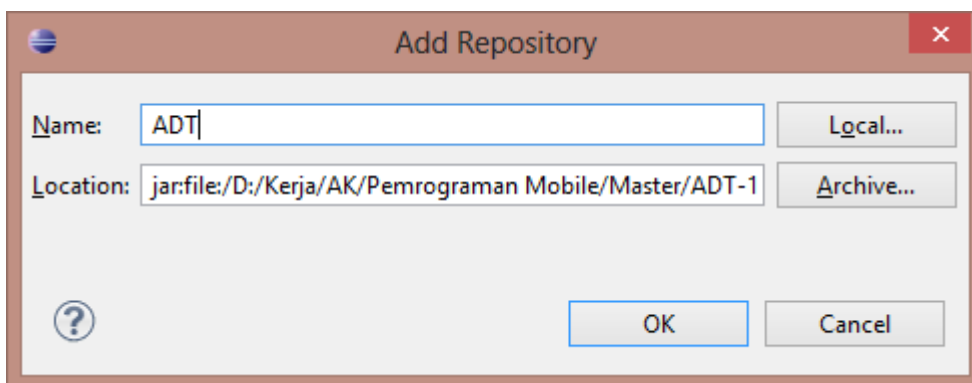 Add Repository
Name: ADT Local...
Location: jar:file:/D:/Kerja/AK/Pemrograman Mobile/Master/ADT-1 Archive...
? OK Cancel